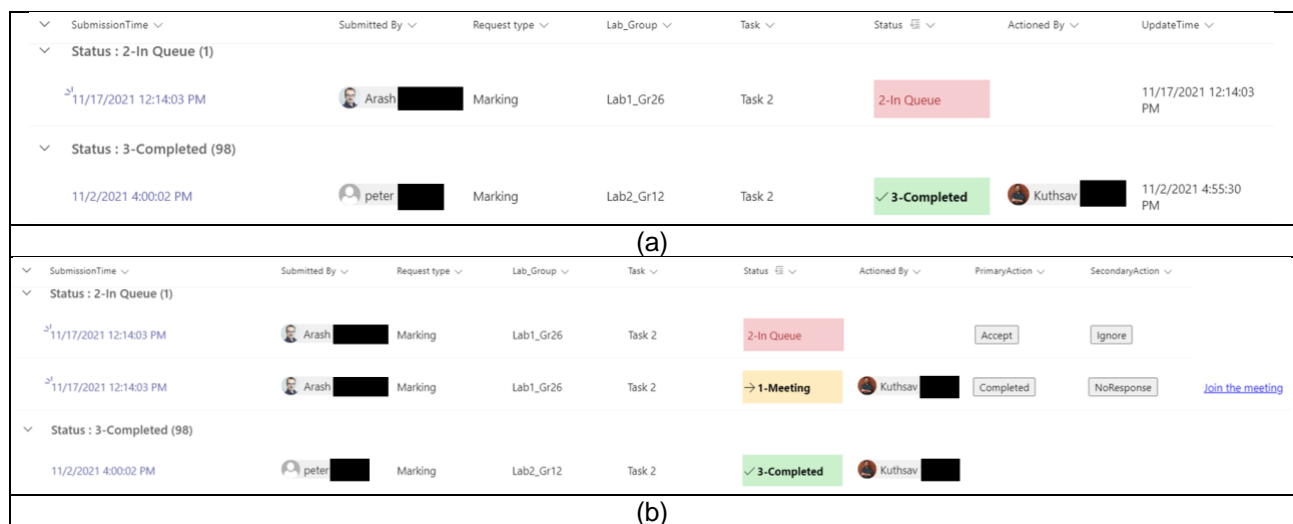 SubmissionTime Submitted By Request type Lab_Group Task Status Actioned By UpdateTime
Status : 2-In Queue (1)
11/17/2021 12:14:03 PM Arash Marking Lab1_Gr26 Task 2 2-In Queue 11/17/2021 12:14:03
PM
Status : 3-Completed (98)
11/2/2021 4:00:02 PM peter Marking Lab2_Gr12 Task 2 3-Completed Kuthsav 11/2/2021 4:55:30
PM
(a)
SubmissionTime Submitted By Request type Lab_Group Task Status Actioned By PrimaryAction SecondaryAction
Status : 2-In Queue (1)
11/17/2021 12:14:03 PM Arash Marking Lab1_Gr26 Task 2 2-In Queue Accept Ignore
11/17/2021 12:14:03 PM Arash Marking Lab1_Gr26 Task 2 1-Meeting Kuthsav Completed NoResponse Join the meeting
Status : 3-Completed (98)
11/2/2021 4:00:02 PM peter Marking Lab2_Gr12 Task 2 3-Completed Kuthsav
(b)